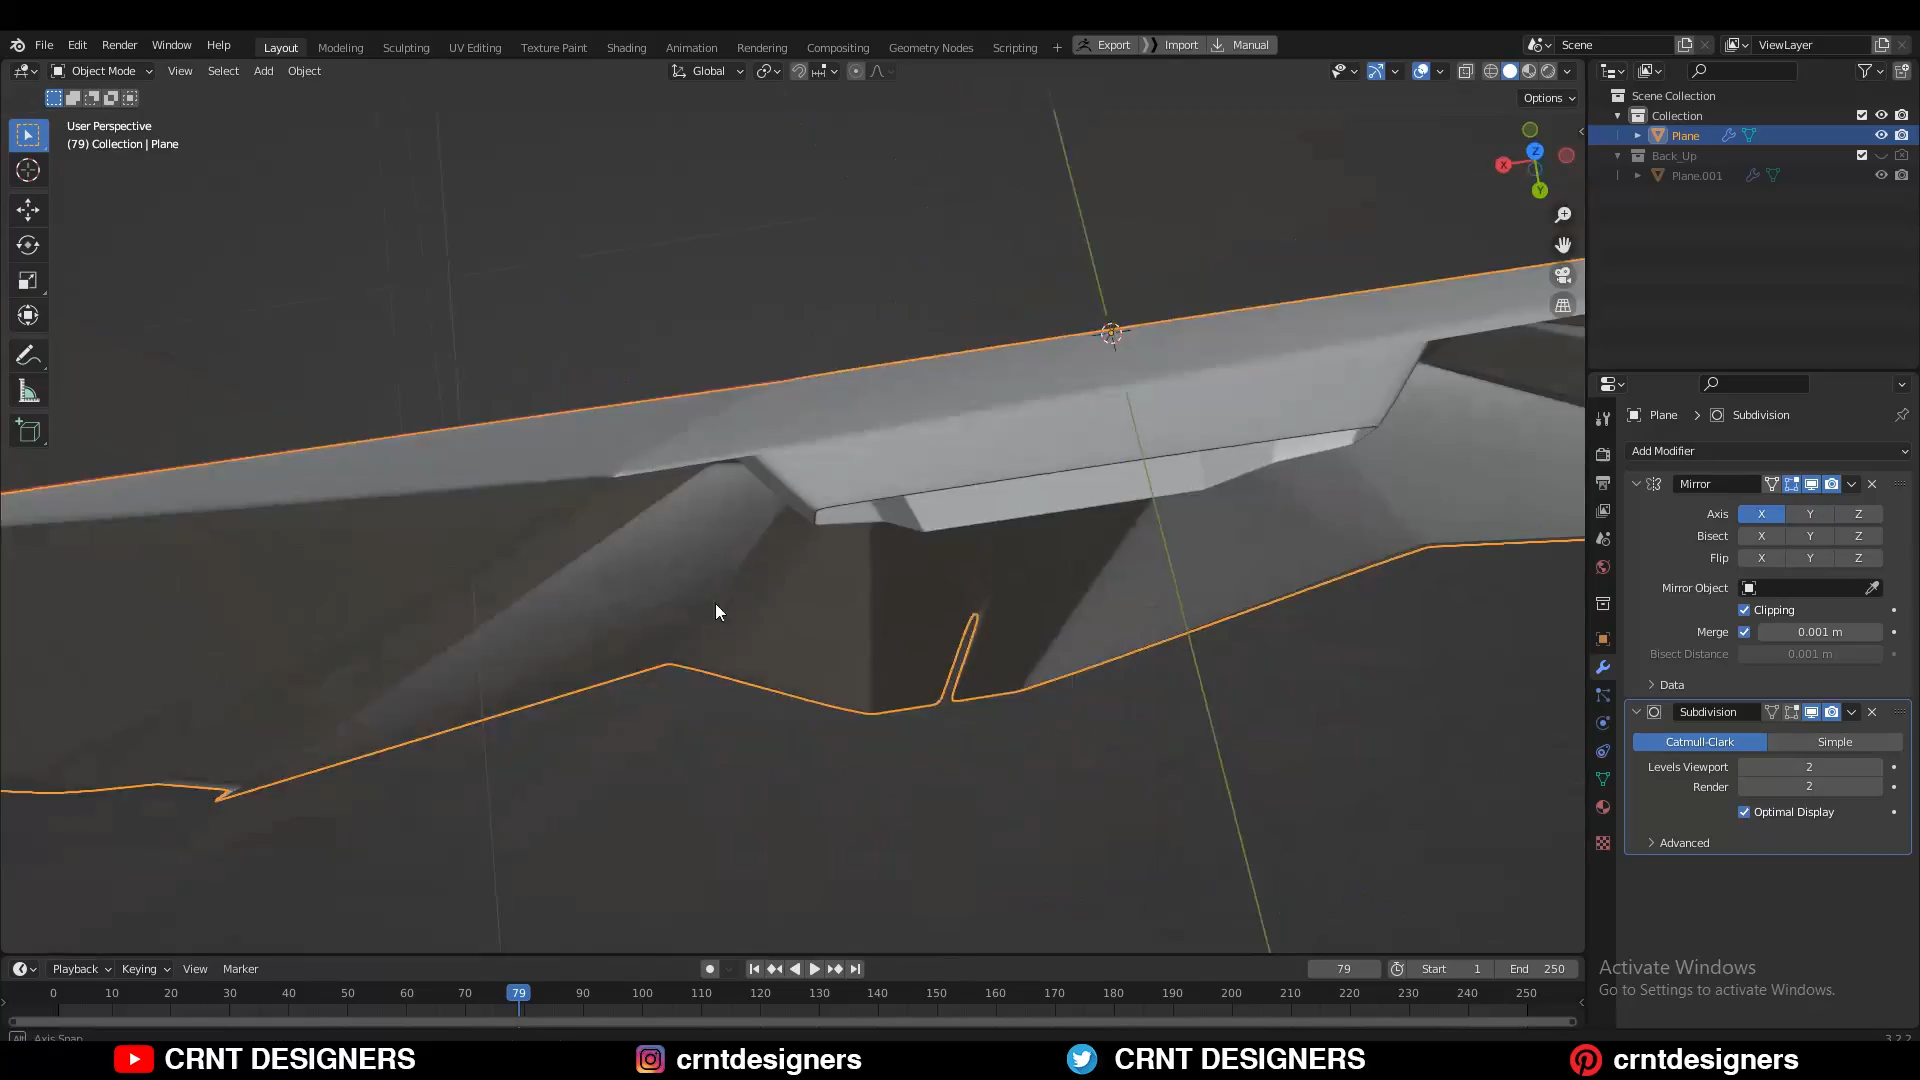 File Edit Render Window Help Layout Modeling Sculpting UV Editing Texture Paint Shading Animation Rendering Compositing Geometry Nodes Scripting + Export Import Manual Scene ViewLayer
Object Mode View Select Add Object Global
Options
User Perspective
(79) Collection | Plane
X
Y
Z
Scene Collection
Collection
Plane
Back_Up
Plane.001
Plane > Subdivision
Add Modifier
Mirror
Axis X Y Z
Bisect X Y Z
Flip X Y Z
Mirror Object
Clipping
Merge 0.001 m
Bisect Distance 0.001 m
Data
Subdivision
Catmull-Clark Simple
Levels Viewport 2
Render 2
Optimal Display
Advanced
Activate Windows
Go to Settings to activate Windows.
Playback Keying View Marker 79 Start 1 End 250
0 10 20 30 40 50 60 70 79 90 100 110 120 130 140 150 160 170 180 190 200 210 220 230 240 250
Alt Axis Snap 3.2.2
CRNT DESIGNERS crntdesigners CRNT DESIGNERS crntdesigners